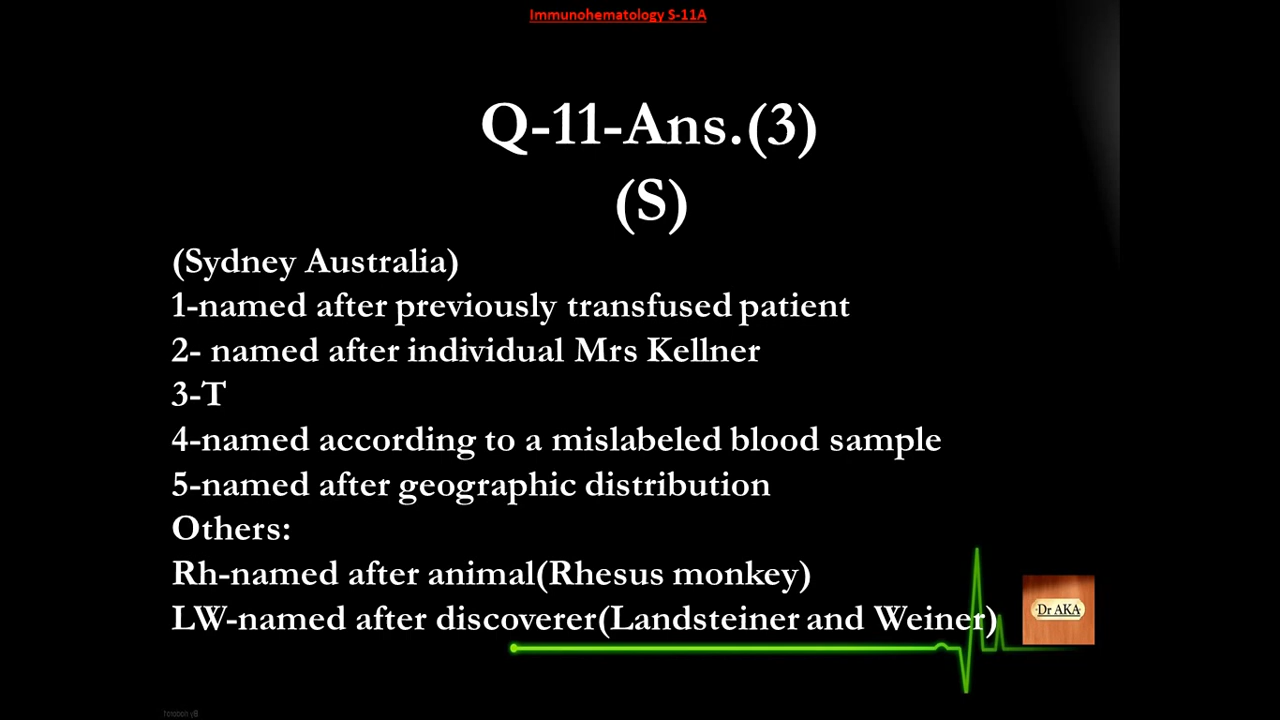 Immunohematology S-11A
Q-11-Ans.(3)
(S)
(Sydney Australia)
1-named after previously transfused patient
2- named after individual Mrs Kellner
3-T
4-named according to a mislabeled blood sample
5-named after geographic distribution
Others:
Rh-named after animal(Rhesus monkey)
LW-named after discoverer(Landsteiner and Weiner)
Dr AKA